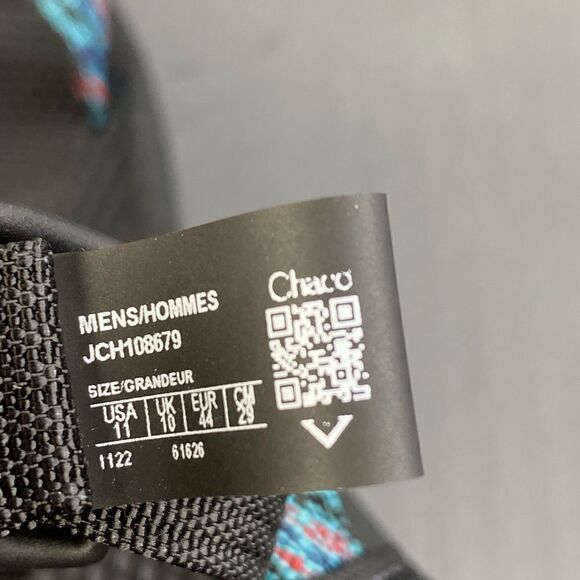 Chaco
MENS/HOMMES
JCH108679
SIZE/GRANDEUR
USA UK EUR CM
11 10 44 29
1122 61626